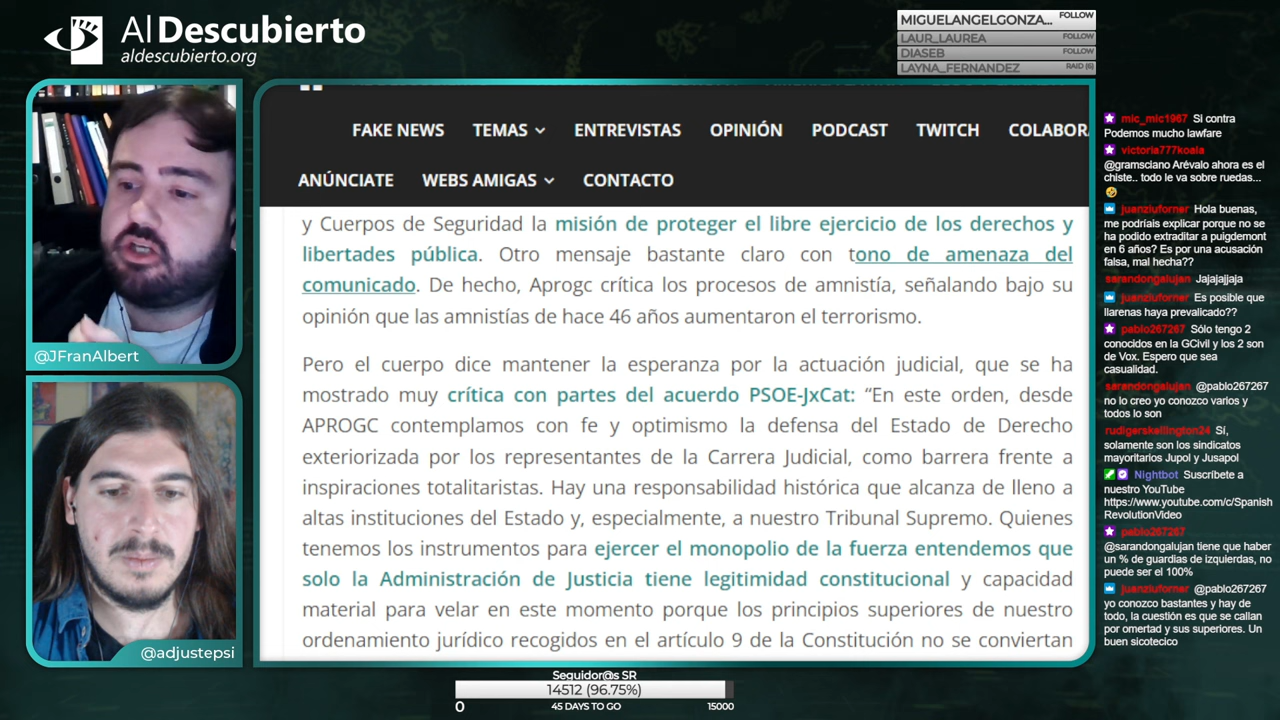 Al Descubierto
aldescubierto.org
MIGUELANGELGONZA... FOLLOW
LAUR_LAUREA FOLLOW
DIASEB FOLLOW
LAYNA_FERNANDEZ RAID (6)
FAKE NEWS TEMAS ENTREVISTAS OPINIÓN PODCAST TWITCH COLABORA
ANÚNCIATE WEBS AMIGAS CONTACTO
y Cuerpos de Seguridad la misión de proteger el libre ejercicio de los derechos y
libertades pública. Otro mensaje bastante claro con tono de amenaza del
comunicado. De hecho, Aprogc crítica los procesos de amnistía, señalando bajo su
opinión que las amnistías de hace 46 años aumentaron el terrorismo.
Pero el cuerpo dice mantener la esperanza por la actuación judicial, que se ha
mostrado muy crítica con partes del acuerdo PSOE-JxCat: “En este orden, desde
APROGC contemplamos con fe y optimismo la defensa del Estado de Derecho
exteriorizada por los representantes de la Carrera Judicial, como barrera frente a
inspiraciones totalitaristas. Hay una responsabilidad histórica que alcanza de lleno a
altas instituciones del Estado y, especialmente, a nuestro Tribunal Supremo. Quienes
tenemos los instrumentos para ejercer el monopolio de la fuerza entendemos que
solo la Administración de Justicia tiene legitimidad constitucional y capacidad
material para velar en este momento porque los principios superiores de nuestro
ordenamiento jurídico recogidos en el artículo 9 de la Constitución no se conviertan
@JFranAlbert
@adjustepsi
mic_mic1967 Si contra
Podemos mucho lawfare
victoria777koala
@gramsciano Arévalo ahora es el
chiste.. todo le va sobre ruedas...
juanziuforner Hola buenas,
me podríais explicar porque no se
ha podido extraditar a puigdemont
en 6 años? Es por una acusación
falsa, mal hecha??
sarandongalujan Jajajajjaja
juanziuforner Es posible que
llarenas haya prevalicado??
pablo267267 Sólo tengo 2
conocidos en la GCivil y los 2 son
de Vox. Espero que sea
casualidad.
sarandongalujan @pablo267267
no lo creo yo conozco varios y
todos lo son
rudigerskellington24 Sí,
solamente son los sindicatos
mayoritarios Jupol y Jusapol
Nightbot Suscríbete a
nuestro YouTube
https://www.youtube.com/c/Spanish
RevolutionVideo
pablo267267
@sarandongalujan tiene que haber
un % de guardias de izquierdas, no
puede ser el 100%
juanziuforner @pablo267267
yo conozco bastantes y hay de
todo, la cuestión es que se callan
por omertad y sus superiores. Un
buen sicotecico
Seguidor@s SR
14512 (96.75%)
0 45 DAYS TO GO 15000